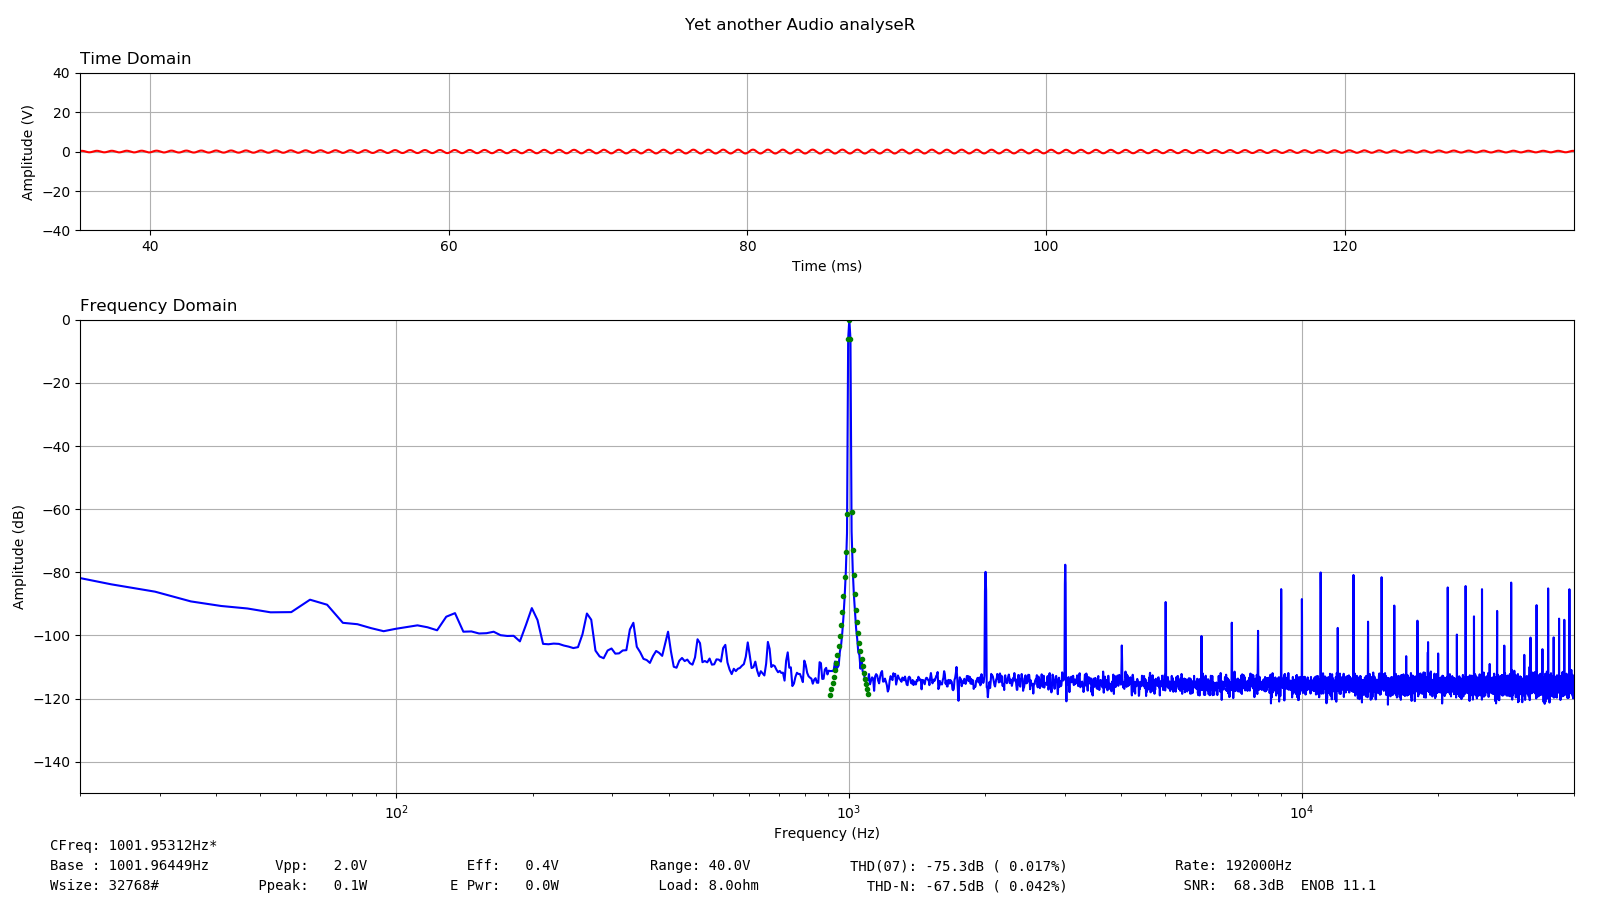 Yet another Audio analyseR
Time Domain
40
20
0
−20
−40
Amplitude (V)
40 60 80 100 120
Time (ms)
Frequency Domain
0
−20
−40
−60
−80
−100
−120
−140
Amplitude (dB)
10² 10³ 10⁴
Frequency (Hz)
CFreq: 1001.95312Hz*
Base : 1001.96449Hz Vpp: 2.0V Eff: 0.4V Range: 40.0V THD(07): -75.3dB ( 0.017%) Rate: 192000Hz
Wsize: 32768# Ppeak: 0.1W E Pwr: 0.0W Load: 8.0ohm THD-N: -67.5dB ( 0.042%) SNR: 68.3dB ENOB 11.1